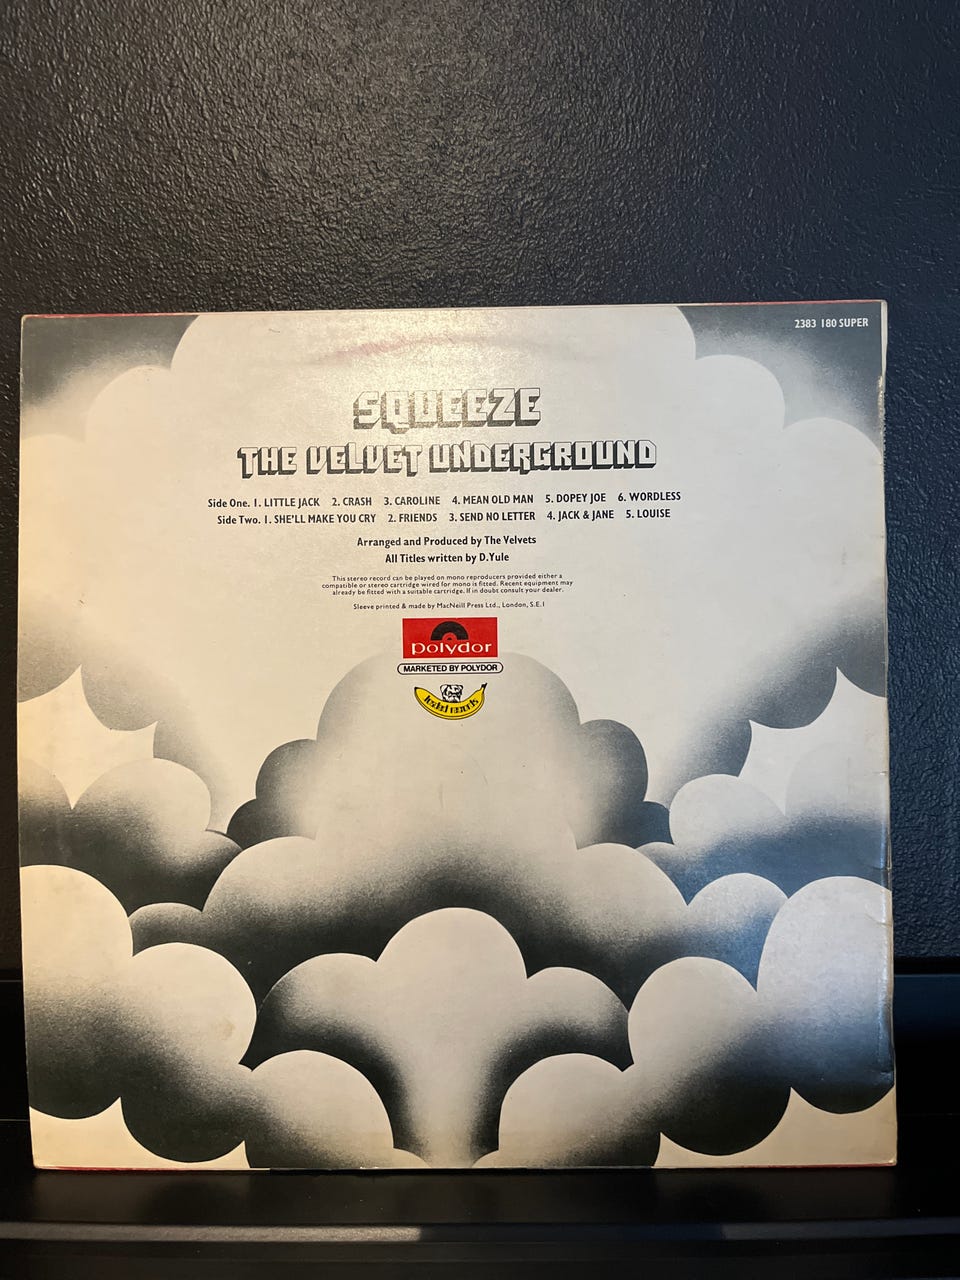 2383 180 SUPER
SQUEEZE
THE VELVET UNDERGROUND
Side One. 1. LITTLE JACK 2. CRASH 3. CAROLINE 4. MEAN OLD MAN 5. DOPEY JOE 6. WORDLESS
Side Two. 1. SHE'LL MAKE YOU CRY 2. FRIENDS 3. SEND NO LETTER 4. JACK & JANE 5. LOUISE
Arranged and Produced by The Velvets
All Titles written by D.Yule
This stereo record can be played on mono reproducers provided either a
compatible or stereo cartridge wired for mono is fitted. Recent equipment may
already be fitted with a suitable cartridge. If in doubt consult your dealer.
Sleeve printed & made by MacNeill Press Ltd., London, S.E.1
polydor
MARKETED BY POLYDOR
loaded records